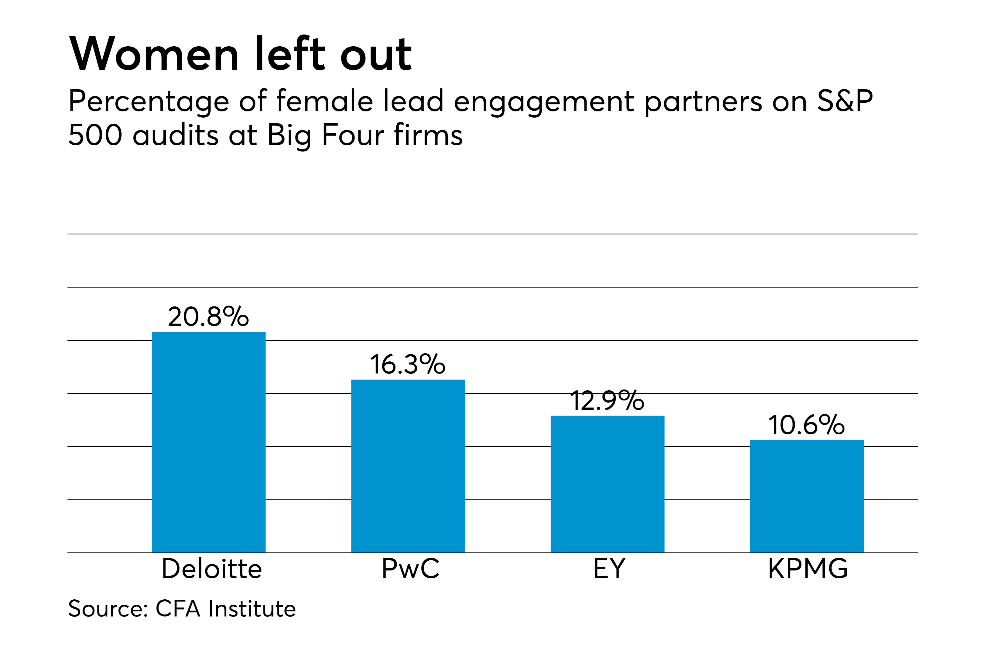 Women left out
Percentage of female lead engagement partners on S&P
500 audits at Big Four firms
20.8%
16.3%
12.9%
10.6%
Deloitte
PwC
EY
KPMG
Source: CFA Institute